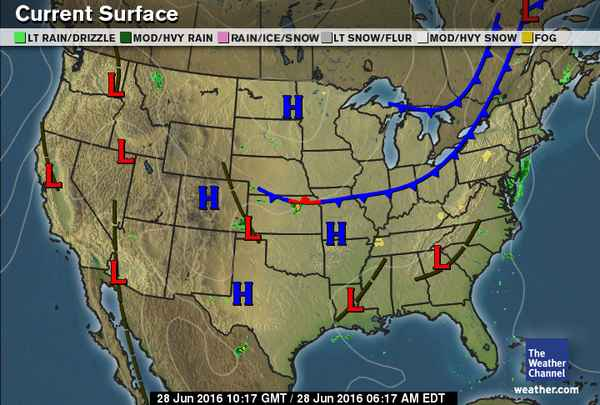 Current Surface
LT RAIN/DRIZZLE MOD/HVY RAIN RAIN/ICE/SNOW LT SNOW/FLUR MOD/HVY SNOW FOG
L
L
H
L
L
H
L
H
L
L
H
L
The Weather Channel
weather.com
28 Jun 2016 10:17 GMT / 28 Jun 2016 06:17 AM EDT